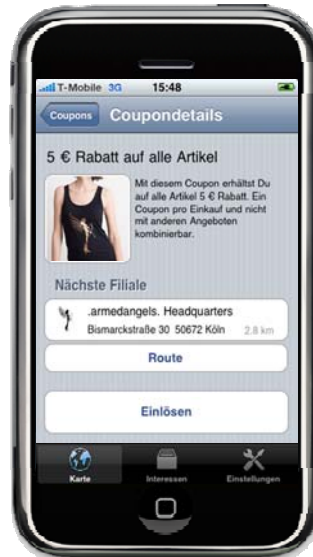 T-Mobile 3G 15:48
Coupons Coupondetails
5 € Rabatt auf alle Artikel
Mit diesem Coupon erhältst Du
auf alle Artikel 5 € Rabatt. Ein
Coupon pro Einkauf und nicht
mit anderen Angeboten
kombinierbar.
Nächste Filiale
.armedangels. Headquarters
Bismarckstraße 30 50672 Köln 2.8 km
Route
Einlösen
Karte Interessen Einstellungen